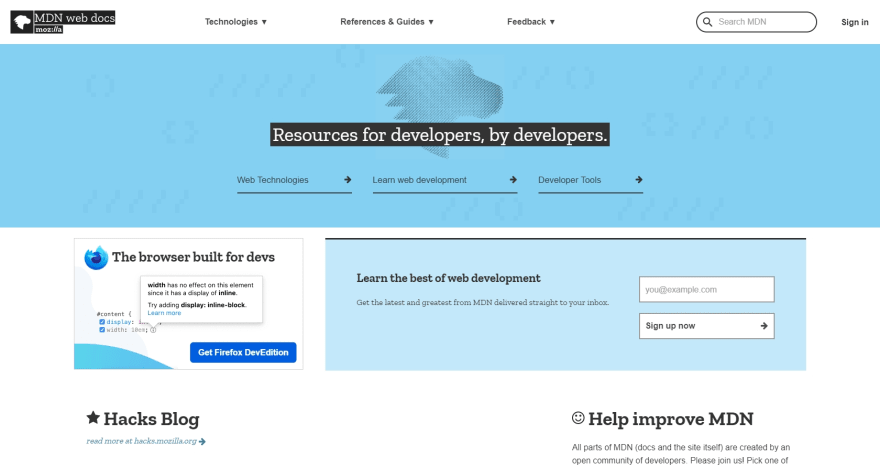 MDN web docs
moz://a
Technologies ▼
References & Guides ▼
Feedback ▼
Search MDN
Sign in
Resources for developers, by developers.
Web Technologies
Learn web development
Developer Tools
The browser built for devs
width has no effect on this element
since it has a display of inline.
Try adding display: inline-block.
Learn more
#content {
display:
width: 10em;
Get Firefox DevEdition
Learn the best of web development
Get the latest and greatest from MDN delivered straight to your inbox.
you@example.com
Sign up now
Hacks Blog
read more at hacks.mozilla.org
Help improve MDN
All parts of MDN (docs and the site itself) are created by an
open community of developers. Please join us! Pick one of